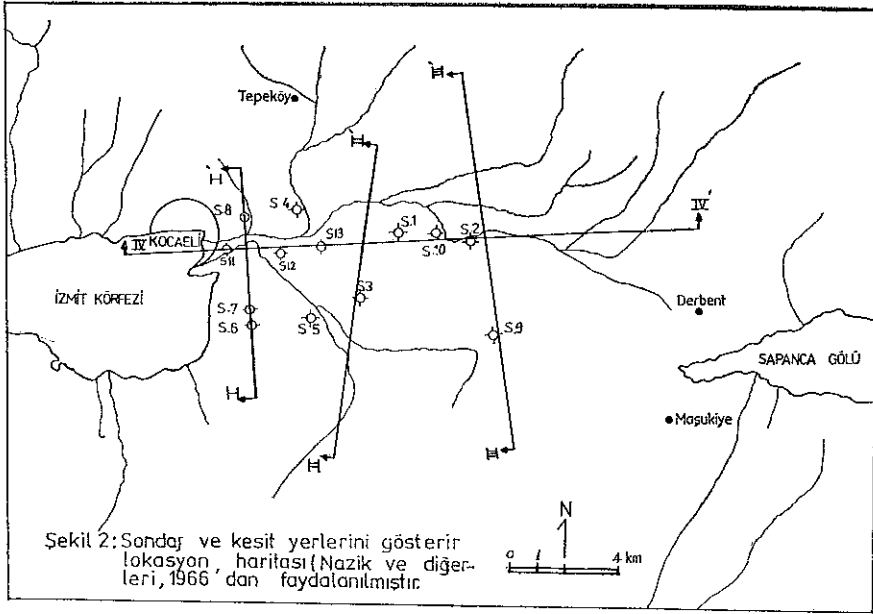 Tepeköy
S.8
S.4
S.1
S.2
IV'
KOCAELİ
IV
S11
S12
S13
S.10
İZMİT KÖRFEZİ
S3
S.7
S.6
S.5
S.9
Derbent
SAPANCA GÖLÜ
Maşukiye
N
0 1 4 km
Şekil 2: Sondaj ve kesit yerlerini gösterir
lokasyon, haritası (Nazik ve diğer-
leri, 1966'dan faydalanılmıştır.